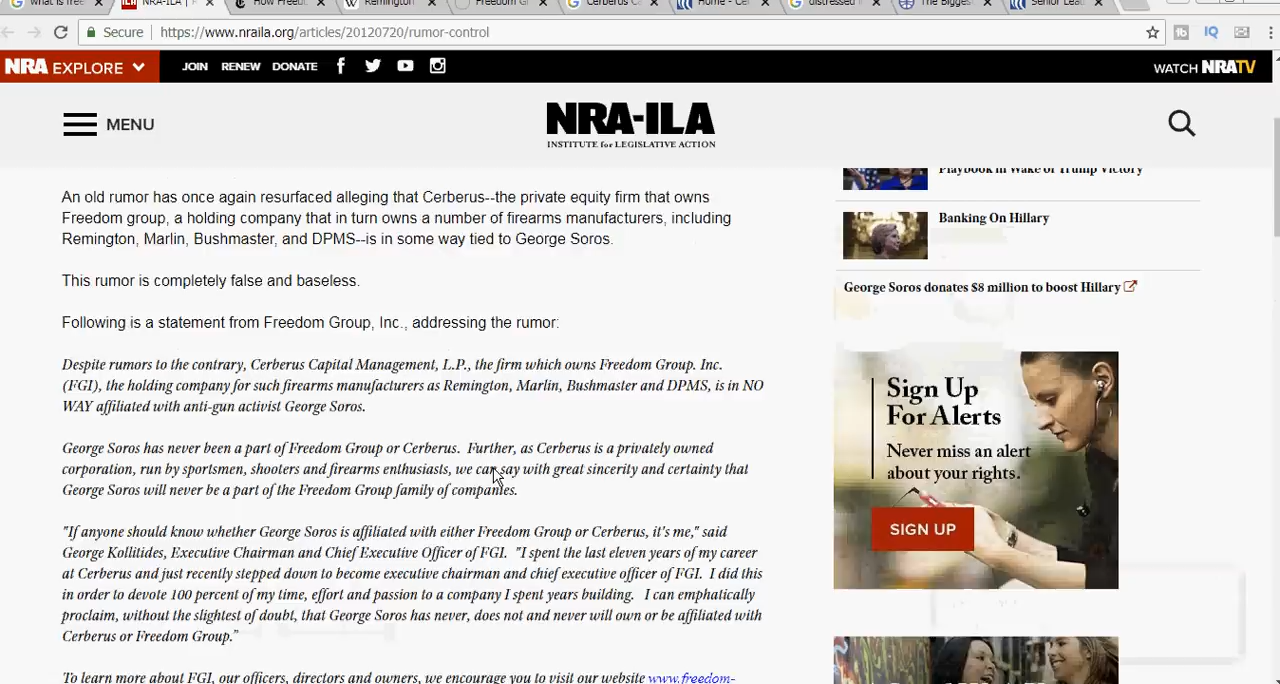 what is free
NRA-ILA |
How Freed
Remington
Freedom G
Cerberus C
Home - Ce
distressed
The Bigges
Senior Lea
Secure https://www.nraila.org/articles/20120720/rumor-control
NRA EXPLORE JOIN RENEW DONATE WATCH NRATV
MENU
NRA-ILA
INSTITUTE for LEGISLATIVE ACTION
An old rumor has once again resurfaced alleging that Cerberus--the private equity firm that owns
Freedom group, a holding company that in turn owns a number of firearms manufacturers, including
Remington, Marlin, Bushmaster, and DPMS--is in some way tied to George Soros.
This rumor is completely false and baseless.
Following is a statement from Freedom Group, Inc., addressing the rumor:
Despite rumors to the contrary, Cerberus Capital Management, L.P., the firm which owns Freedom Group. Inc.
(FGI), the holding company for such firearms manufacturers as Remington, Marlin, Bushmaster and DPMS, is in NO
WAY affiliated with anti-gun activist George Soros.
George Soros has never been a part of Freedom Group or Cerberus. Further, as Cerberus is a privately owned
corporation, run by sportsmen, shooters and firearms enthusiasts, we can say with great sincerity and certainty that
George Soros will never be a part of the Freedom Group family of companies.
"If anyone should know whether George Soros is affiliated with either Freedom Group or Cerberus, it's me," said
George Kollitides, Executive Chairman and Chief Executive Officer of FGI. "I spent the last eleven years of my career
at Cerberus and just recently stepped down to become executive chairman and chief executive officer of FGI. I did this
in order to devote 100 percent of my time, effort and passion to a company I spent years building. I can emphatically
proclaim, without the slightest of doubt, that George Soros has never, does not and never will own or be affiliated with
Cerberus or Freedom Group."
To learn more about FGI, our officers, directors and owners, we encourage you to visit our website www.freedom-
Playbook in Wake of Trump Victory
Banking On Hillary
George Soros donates $8 million to boost Hillary
Sign Up
For Alerts
Never miss an alert
about your rights.
SIGN UP